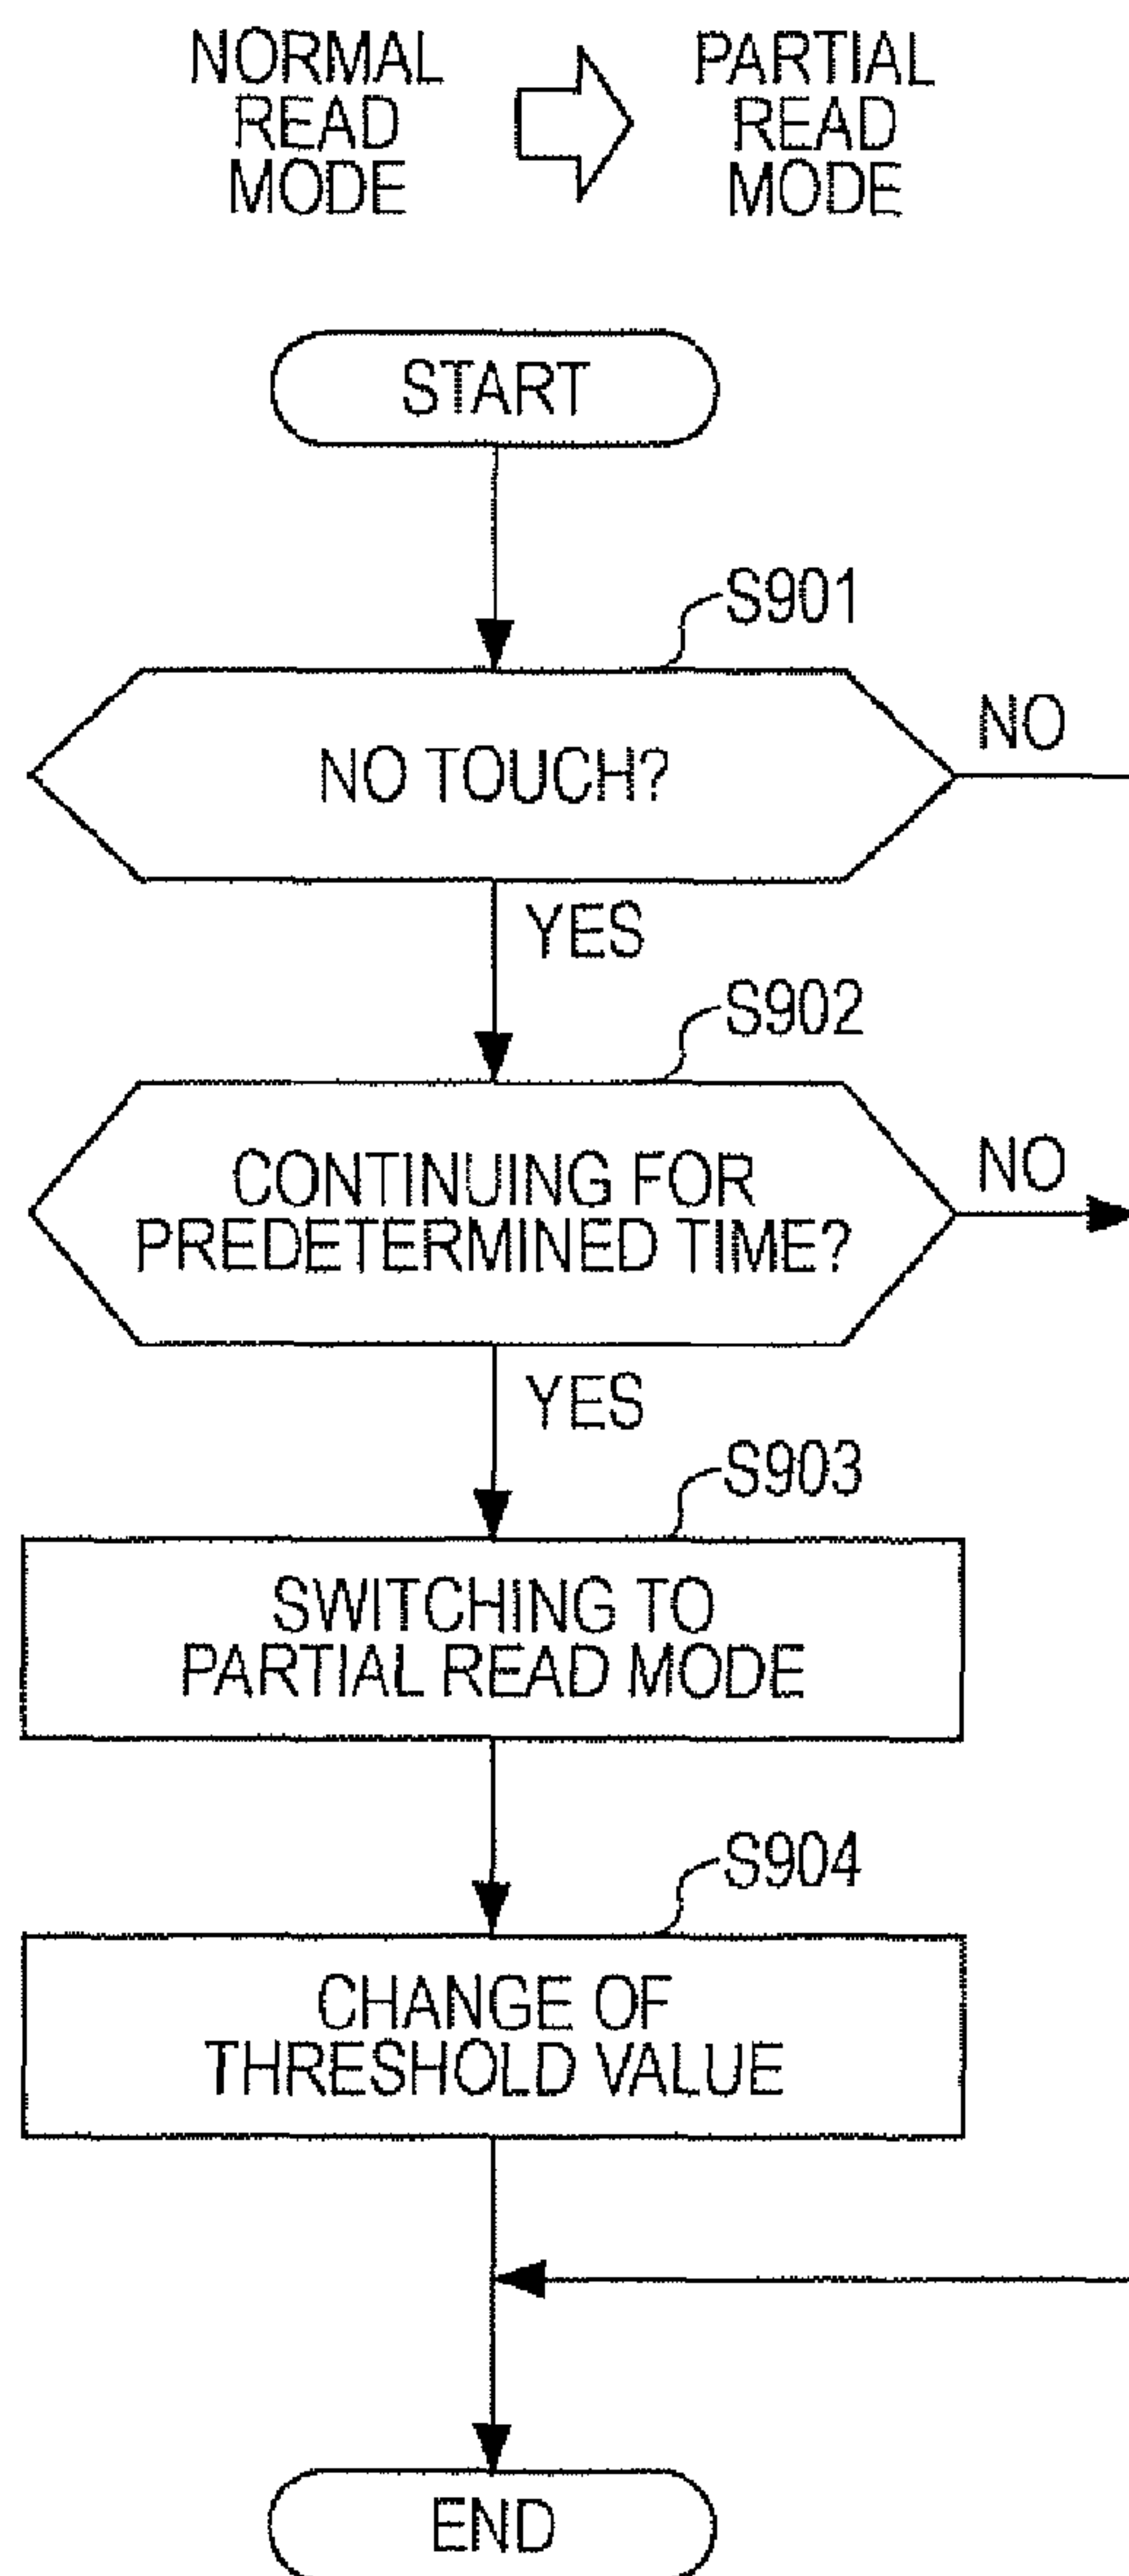 NORMAL
READ
MODE
PARTIAL
READ
MODE
START
S901
NO TOUCH?
NO
YES
S902
CONTINUING FOR
PREDETERMINED TIME?
NO
YES
S903
SWITCHING TO
PARTIAL READ MODE
S904
CHANGE OF
THRESHOLD VALUE
END